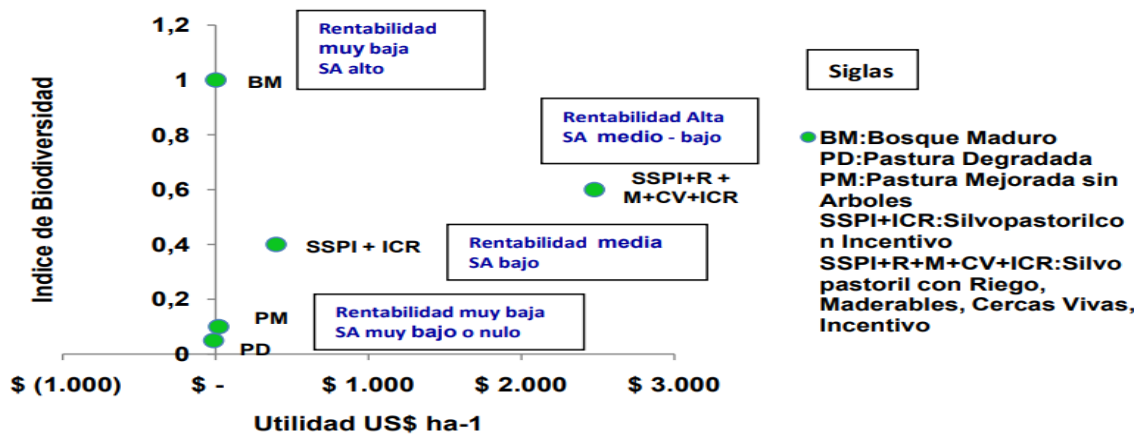 Indice de Biodiversidad
1,2
1
0,8
0,6
0,4
0,2
0
$ (1.000)
$ -
$ 1.000
$ 2.000
$ 3.000
Utilidad US$ ha-1
Rentabilidad
muy baja
SA alto
BM
Rentabilidad Alta
SA medio - bajo
SSPI+R +
M+CV+ICR
SSPI + ICR
Rentabilidad media
SA bajo
PM
Rentabilidad muy baja
SA muy bajo o nulo
PD
Siglas
BM:Bosque Maduro
PD:Pastura Degradada
PM:Pastura Mejorada sin
Arboles
SSPI+ICR:Silvopastorilco
n Incentivo
SSPI+R+M+CV+ICR:Silvo
pastoril con Riego,
Maderables, Cercas Vivas,
Incentivo